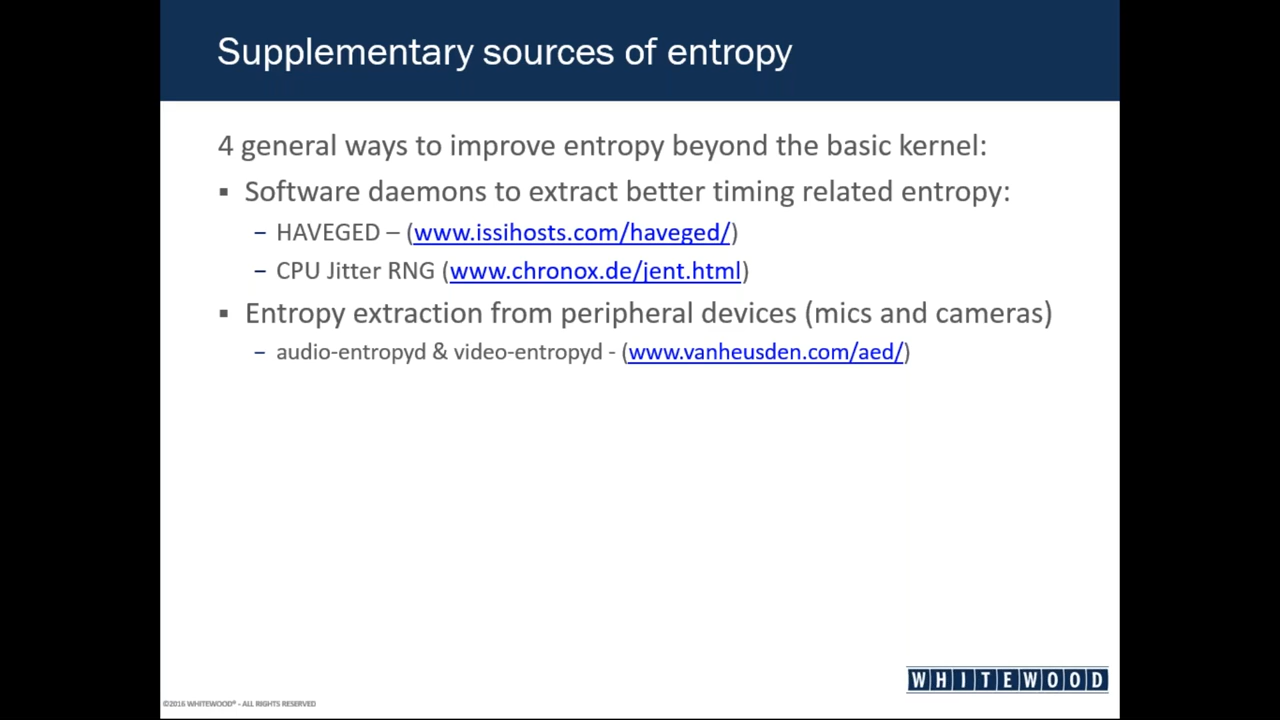 Supplementary sources of entropy
4 general ways to improve entropy beyond the basic kernel:
▪ Software daemons to extract better timing related entropy:
– HAVEGED – (www.issihosts.com/haveged/)
– CPU Jitter RNG (www.chronox.de/jent.html)
▪ Entropy extraction from peripheral devices (mics and cameras)
– audio-entropyd & video-entropyd - (www.vanheusden.com/aed/)
WHITEWOOD
©2016 WHITEWOOD® - ALL RIGHTS RESERVED